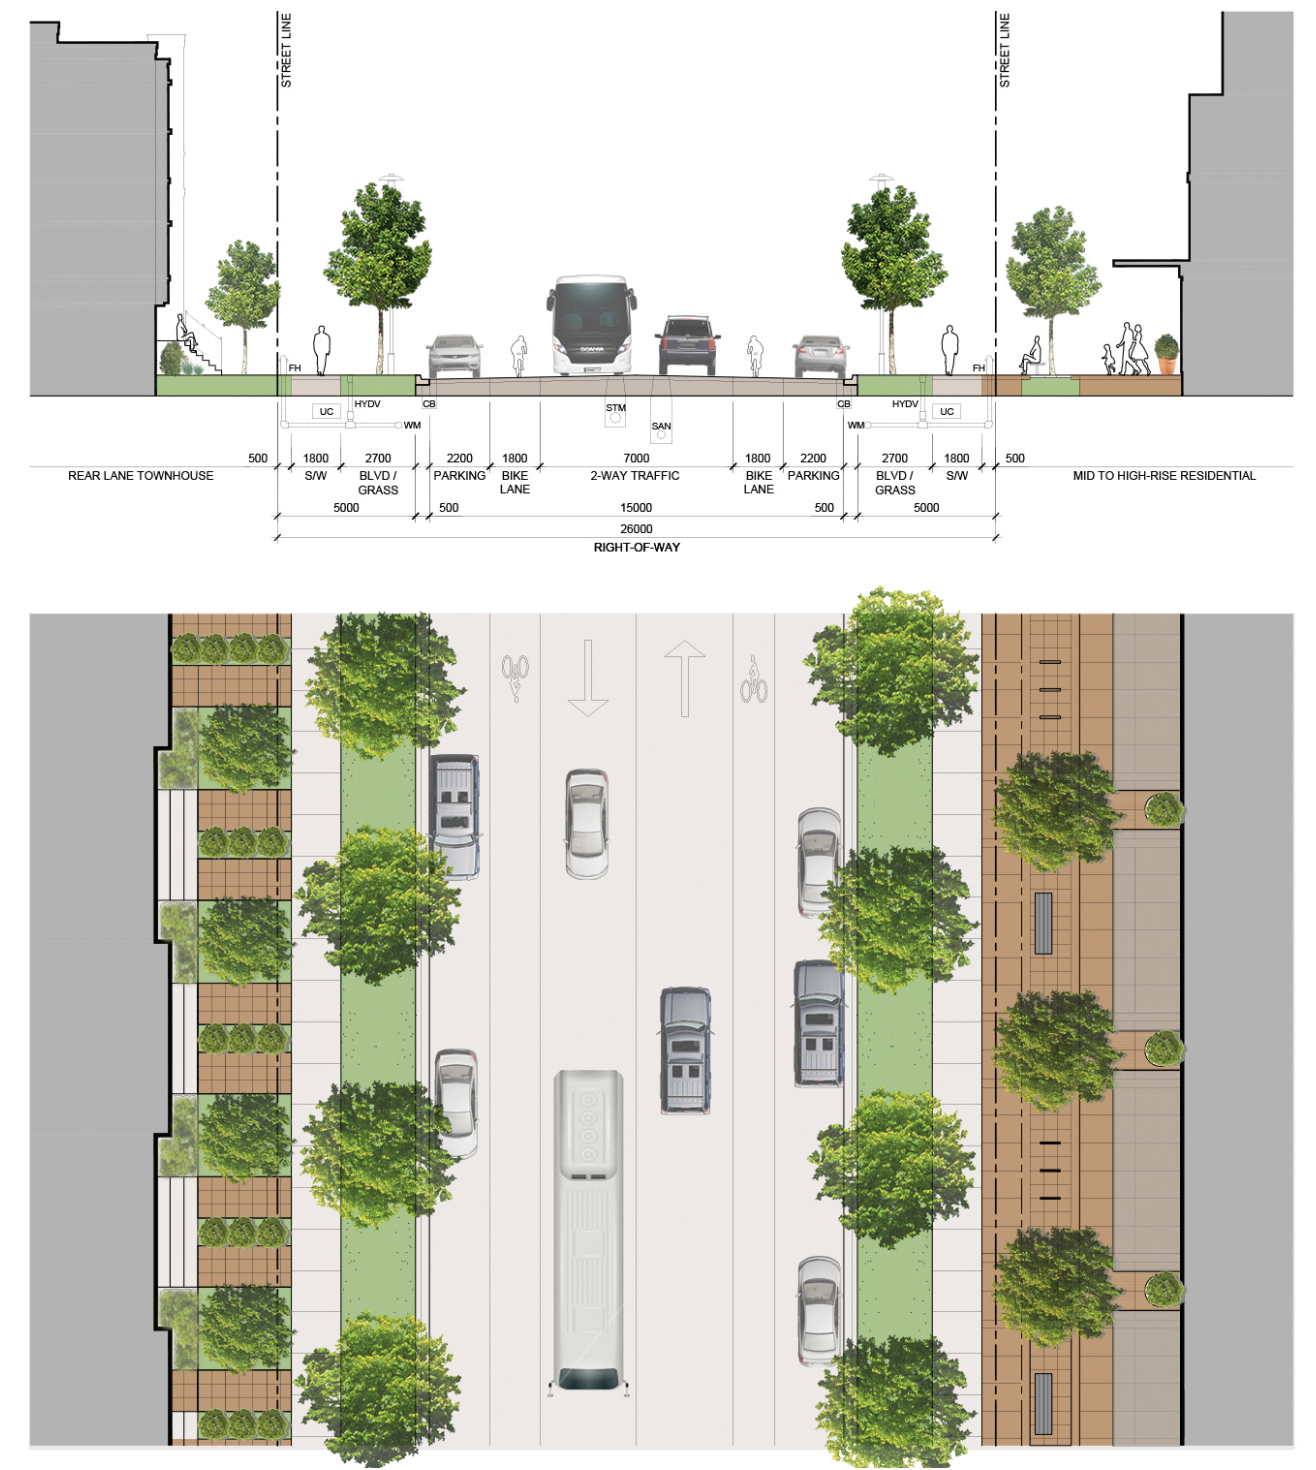 STREET LINE
STREET LINE
SCANIA
FH
FH
UC
HYDV
CB
STM
SAN
CB
HYDV
UC
WM
WM
500
1800
2700
2200
1800
7000
1800
2200
2700
1800
500
REAR LANE TOWNHOUSE
S/W
BLVD /
GRASS
PARKING
BIKE
LANE
2-WAY TRAFFIC
BIKE
LANE
PARKING
BLVD /
GRASS
S/W
MID TO HIGH-RISE RESIDENTIAL
5000
500
15000
500
5000
26000
RIGHT-OF-WAY